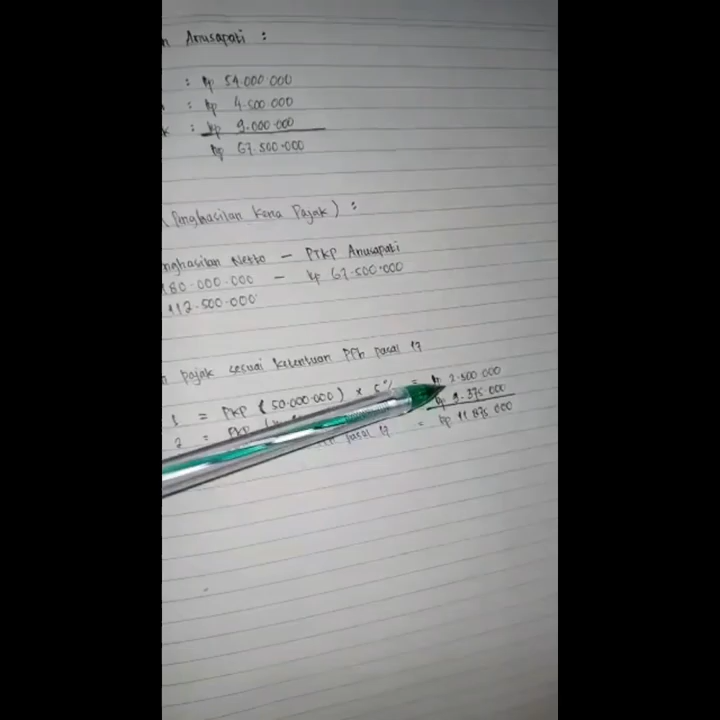 Anusapati :
: Rp 54.000.000
: Rp 4.500.000
k : Rp 9.000.000
Rp 67.500.000
(Penghasilan Kena Pajak) :
nghasilan Netto - PTKP Anusapati
180.000.000 - Rp 67.500.000
112.500.000
pajak sesuai ketentuan PPh pasal 17
1 = PKP (50.000.000) x 5% = Rp 2.500.000
2 = PKP Rp 9.375.000
pasal 17 = Rp 11.875.000